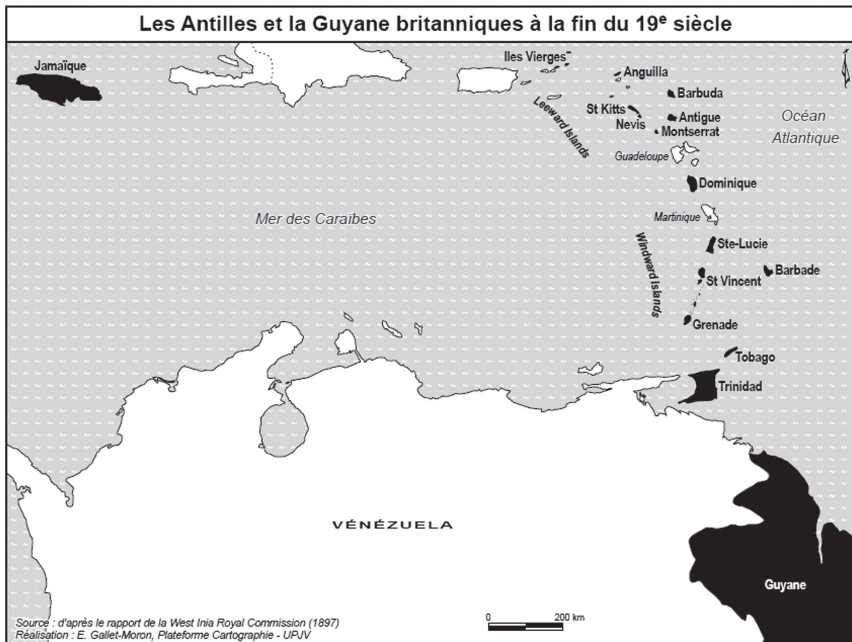 Les Antilles et la Guyane britanniques à la fin du 19e siècle
Jamaïque
Iles Vierges
Anguilla
Barbuda
St Kitts
Antigue
Nevis
Montserrat
Océan
Atlantique
Leeward Islands
Guadeloupe
Dominique
Mer des Caraïbes
Martinique
Ste-Lucie
Windward Islands
St Vincent
Barbade
Grenade
Tobago
Trinidad
VÉNÉZUELA
Guyane
Source : d'après le rapport de la West Inia Royal Commission (1897)
Réalisation : E. Gallet-Moron, Plateforme Cartographie - UPJV
0 200 km